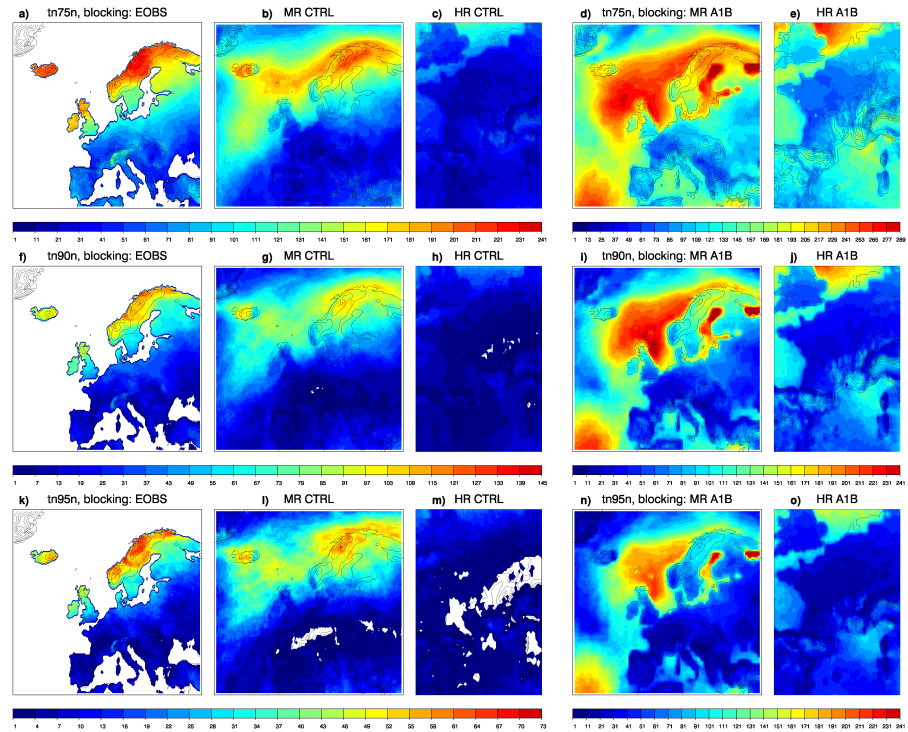 a) tn75n, blocking: EOBS b) MR CTRL c) HR CTRL d) tn75n, blocking: MR A1B e) HR A1B
1 11 21 31 41 51 61 71 81 91 101 111 121 131 141 151 161 171 181 191 201 211 221 231 241
1 13 25 37 49 61 73 85 97 109 121 133 145 157 169 181 193 205 217 229 241 253 265 277 289
f) tn90n, blocking: EOBS g) MR CTRL h) HR CTRL i) tn90n, blocking: MR A1B j) HR A1B
1 7 13 19 25 31 37 43 49 55 61 67 73 79 85 91 97 103 109 115 121 127 133 139 145
1 11 21 31 41 51 61 71 81 91 101 111 121 131 141 151 161 171 181 191 201 211 221 231 241
k) tn95n, blocking: EOBS l) MR CTRL m) HR CTRL n) tn95n, blocking: MR A1B o) HR A1B
1 4 7 10 13 16 19 22 25 28 31 34 37 40 43 46 49 52 55 58 61 64 67 70 73
1 11 21 31 41 51 61 71 81 91 101 111 121 131 141 151 161 171 181 191 201 211 221 231 241